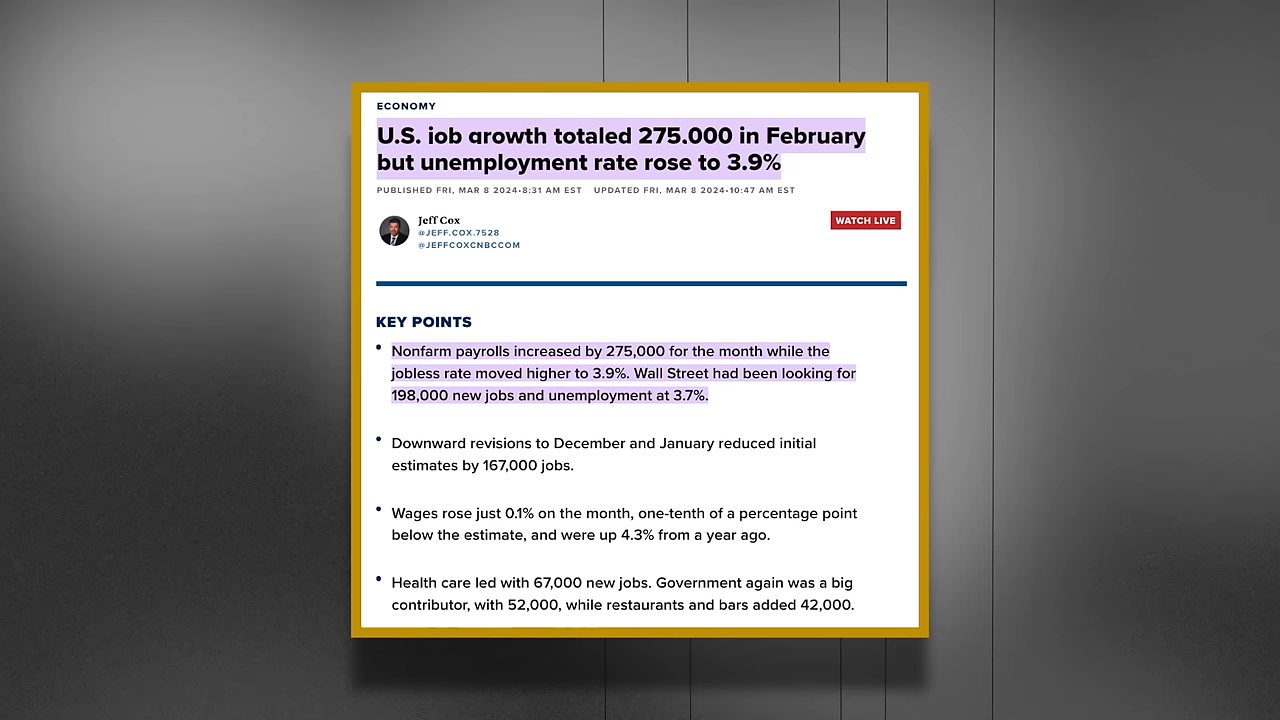 ECONOMY
U.S. job growth totaled 275,000 in February
but unemployment rate rose to 3.9%
PUBLISHED FRI, MAR 8 2024•8:31 AM EST UPDATED FRI, MAR 8 2024•10:47 AM EST
Jeff Cox
@JEFF.COX.7528
@JEFFCOXCNBCCOM
WATCH LIVE
KEY POINTS
• Nonfarm payrolls increased by 275,000 for the month while the
jobless rate moved higher to 3.9%. Wall Street had been looking for
198,000 new jobs and unemployment at 3.7%.
• Downward revisions to December and January reduced initial
estimates by 167,000 jobs.
• Wages rose just 0.1% on the month, one-tenth of a percentage point
below the estimate, and were up 4.3% from a year ago.
• Health care led with 67,000 new jobs. Government again was a big
contributor, with 52,000, while restaurants and bars added 42,000.